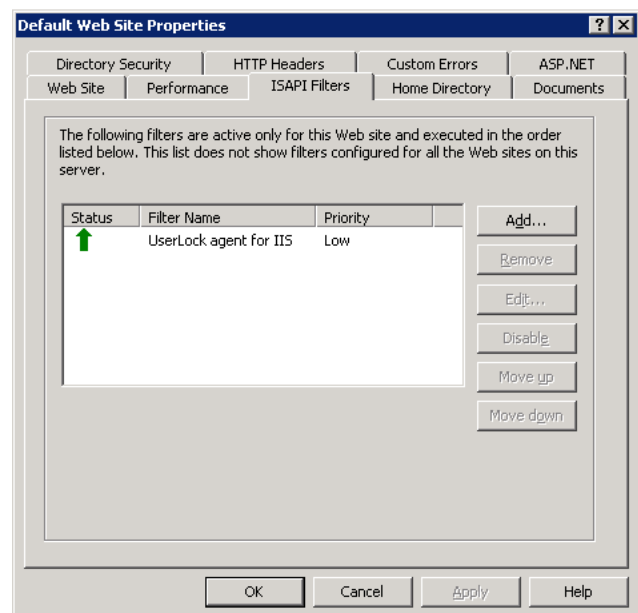 Default Web Site Properties
Directory Security HTTP Headers Custom Errors ASP.NET
Web Site Performance ISAPI Filters Home Directory Documents
The following filters are active only for this Web site and executed in the order
listed below. This list does not show filters configured for all the Web sites on this
server.
Status Filter Name Priority
UserLock agent for IIS Low
Add...
Remove
Edit...
Disable
Move up
Move down
OK Cancel Apply Help